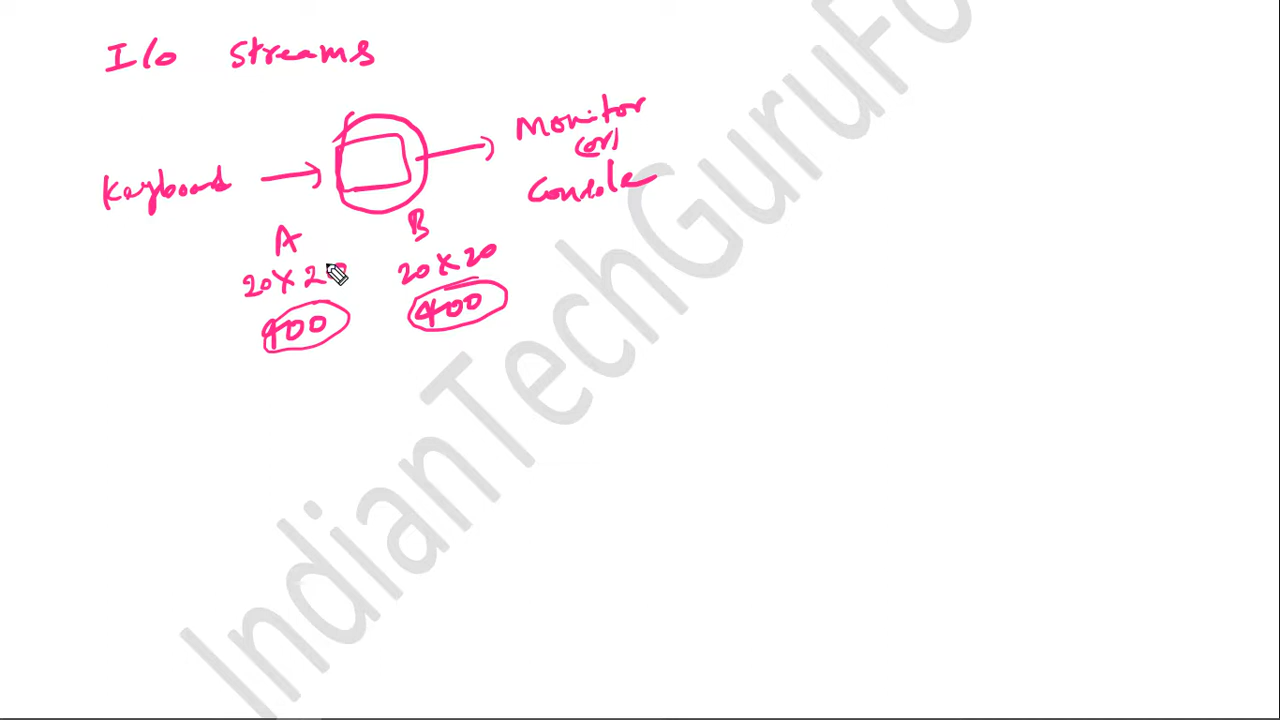 I/o Streams
Keyboard
Monitor
(or)
Console
A
20 X 20
400
B
20 X 20
400
IndianTechGuruFo